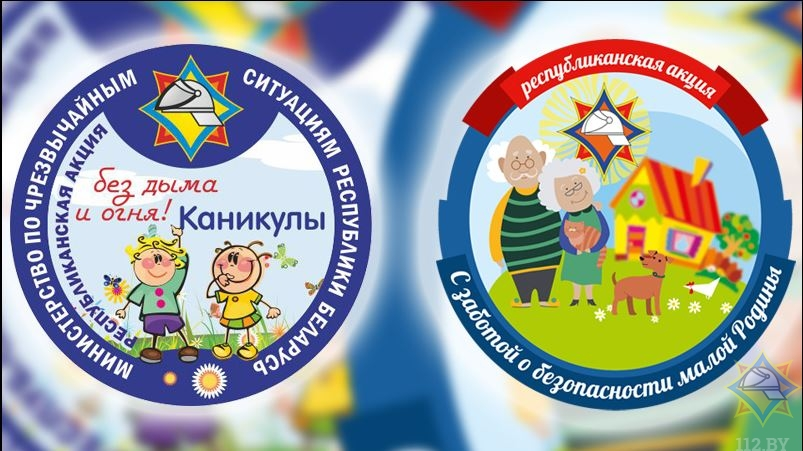 МИНИСТЕРСТВО ПО ЧРЕЗВЫЧАЙНЫМ СИТУАЦИЯМ РЕСПУБЛИКИ БЕЛАРУСЬ
РЕСПУБЛИКАНСКАЯ АКЦИЯ
без дыма
и огня!
Каникулы
республиканская акция
С заботой о безопасности малой Родины
112.BY